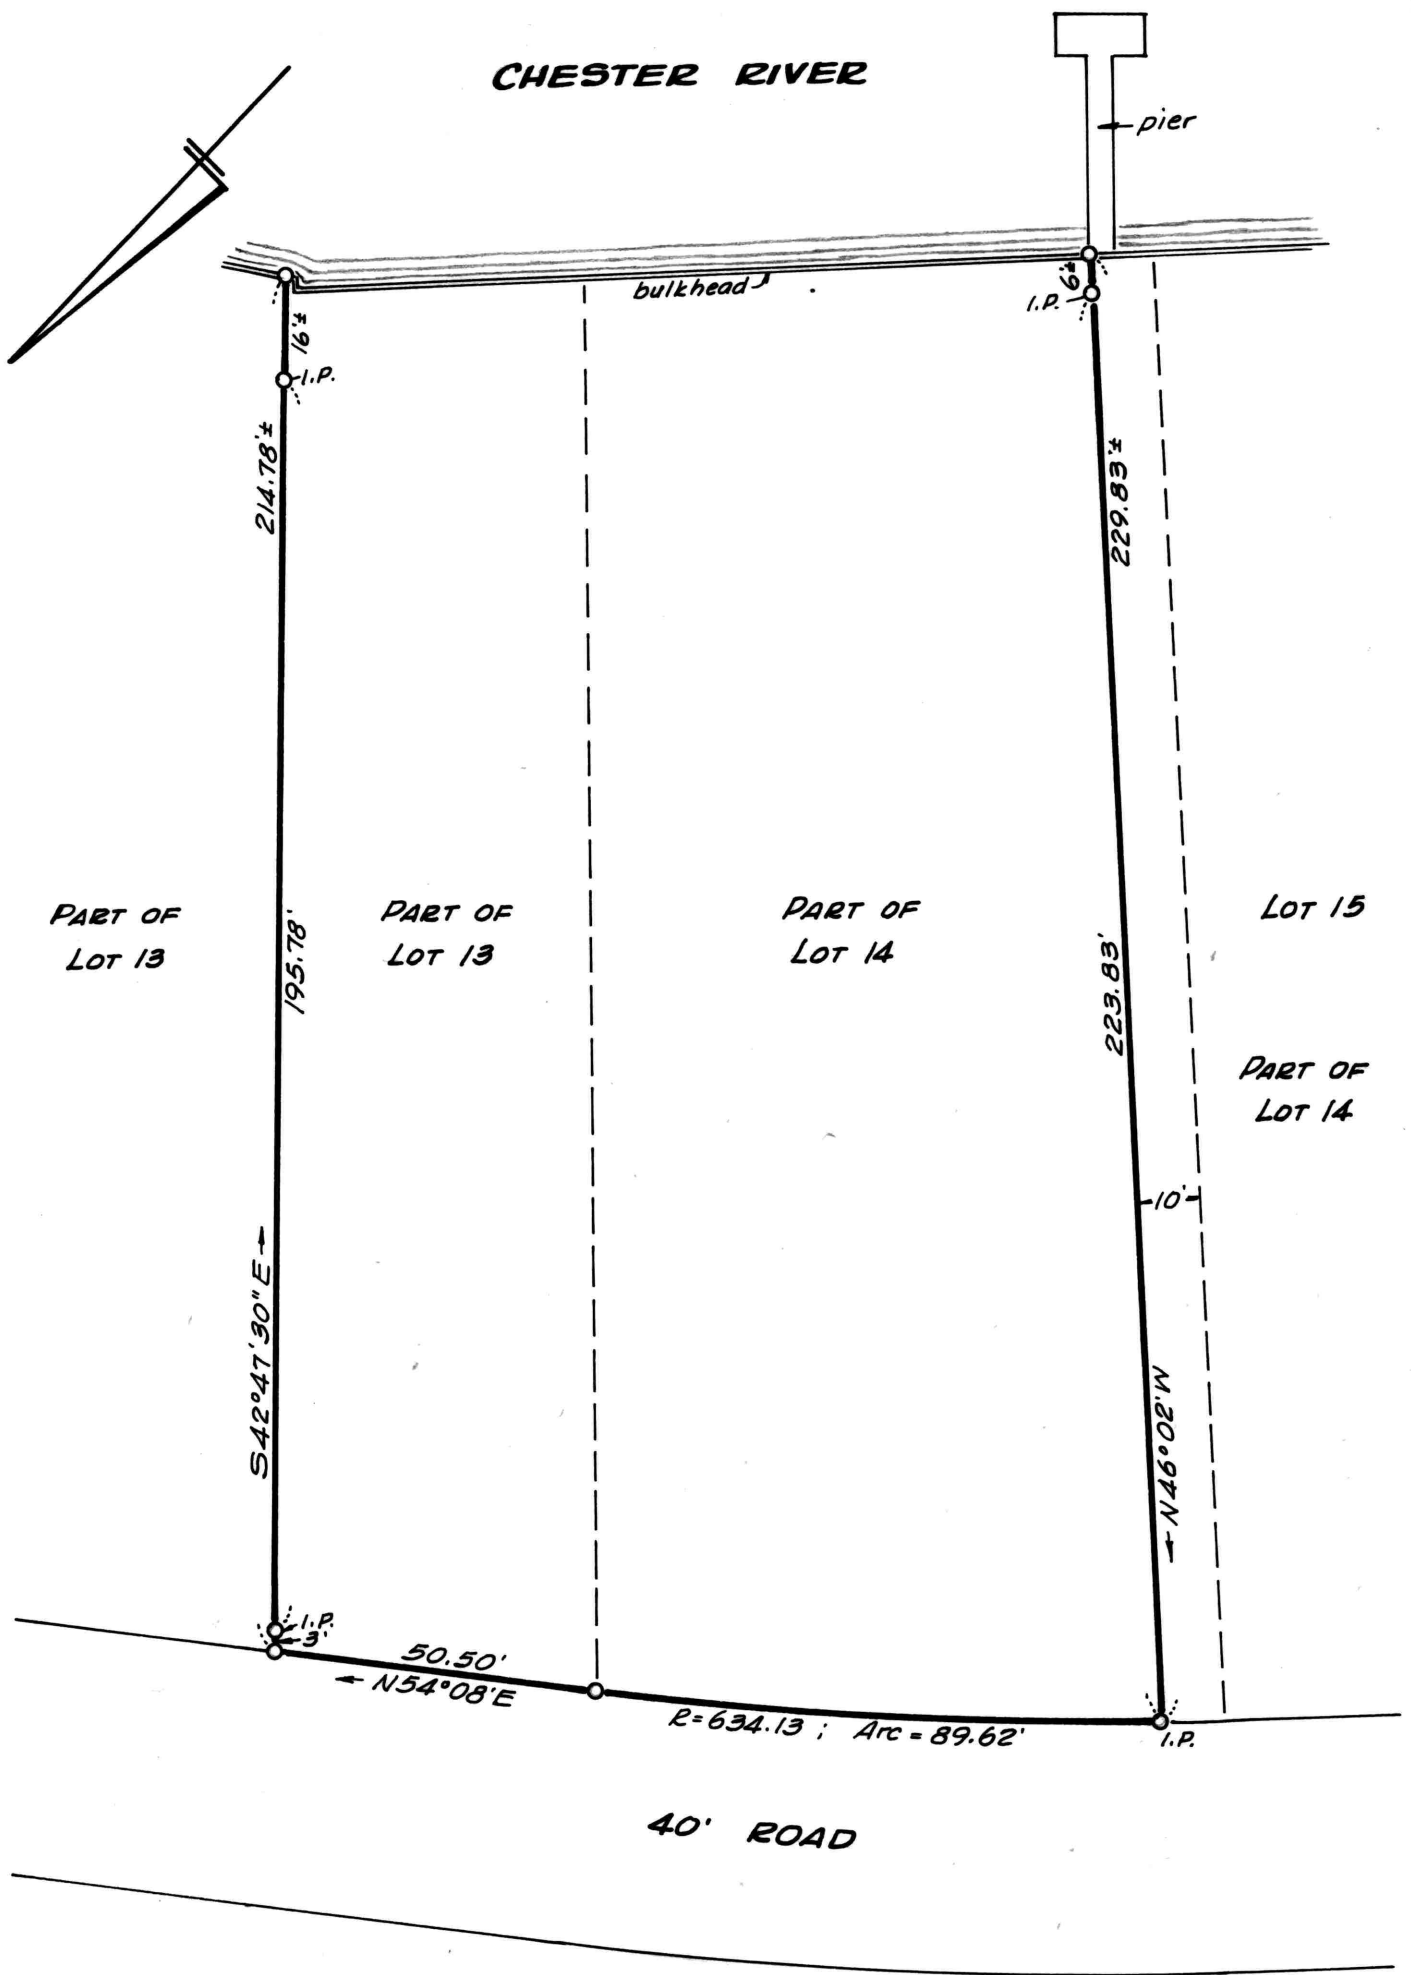 CHESTER RIVER
pier
bulkhead
6'±
I.P.
16'±
I.P.
214.78'±
229.83'±
PART OF
LOT 13
PART OF
LOT 13
PART OF
LOT 14
LOT 15
195.78'
223.83'
PART OF
LOT 14
10'
S42°47'30"E
N46°02'W
I.P.
3'
50.50'
N54°08'E
R=634.13 ; Arc = 89.62'
I.P.
40' ROAD